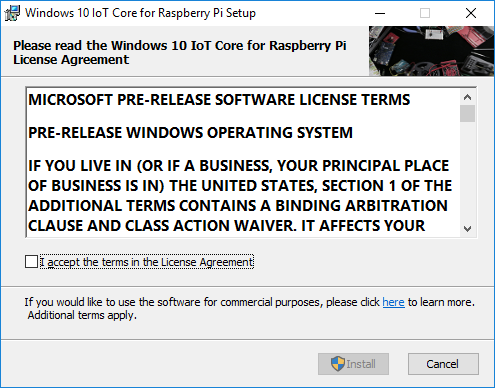 Windows 10 IoT Core for Raspberry Pi Setup
Please read the Windows 10 IoT Core for Raspberry Pi
License Agreement
MICROSOFT PRE-RELEASE SOFTWARE LICENSE TERMS
PRE-RELEASE WINDOWS OPERATING SYSTEM
IF YOU LIVE IN (OR IF A BUSINESS, YOUR PRINCIPAL PLACE
OF BUSINESS IS IN) THE UNITED STATES, SECTION 1 OF THE
ADDITIONAL TERMS CONTAINS A BINDING ARBITRATION
CLAUSE AND CLASS ACTION WAIVER. IT AFFECTS YOUR
I accept the terms in the License Agreement
If you would like to use the software for commercial purposes, please click here to learn more.
Additional terms apply.
Install
Cancel